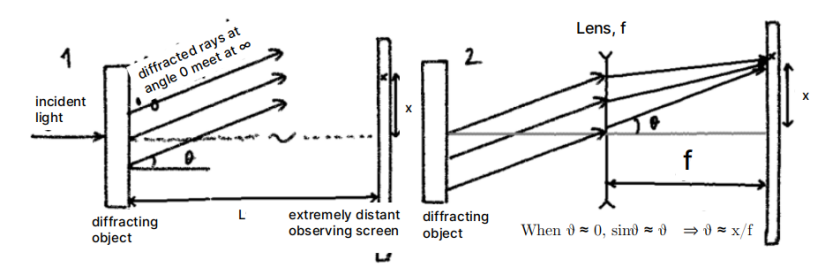 1
diffracted rays at
angle 0 meet at ∞
θ
incident
light
x
θ
L
diffracting
object
extremely distant
observing screen
2
Lens, f
x
θ
f
diffracting
object
When ϑ ≈ 0, sinϑ ≈ ϑ ⇒ ϑ ≈ x/f